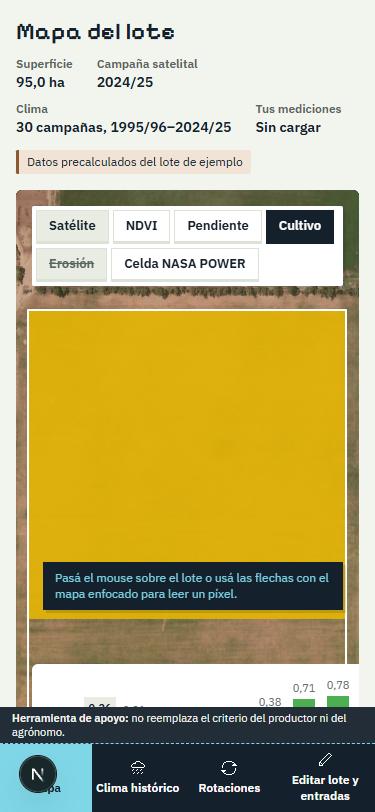 Mapa del lote
Superficie
95,0 ha
Campaña satelital
2024/25
Clima
30 campañas, 1995/96–2024/25
Tus mediciones
Sin cargar
Datos precalculados del lote de ejemplo
Satélite
NDVI
Pendiente
Cultivo
Erosión
Celda NASA POWER
Pasá el mouse sobre el lote o usá las flechas con el
mapa enfocado para leer un píxel.
0,38
0,71
0,78
Herramienta de apoyo: no reemplaza el criterio del productor ni del
agrónomo.
N
Clima histórico
Rotaciones
Editar lote y
entradas